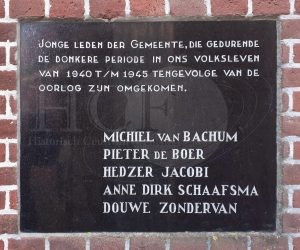 JONGE LEDEN DER GEMEENTE, DIE GEDURENDE
DE DONKERE PERIODE IN ONS VOLKSLEVEN
VAN 1940 T/M 1945 TENGEVOLGE VAN DE
OORLOG ZIJN OMGEKOMEN.
MICHIEL VAN BACHUM
PIETER DE BOER
HEDZER JACOBI
ANNE DIRK SCHAAFSMA
DOUWE ZONDERVAN